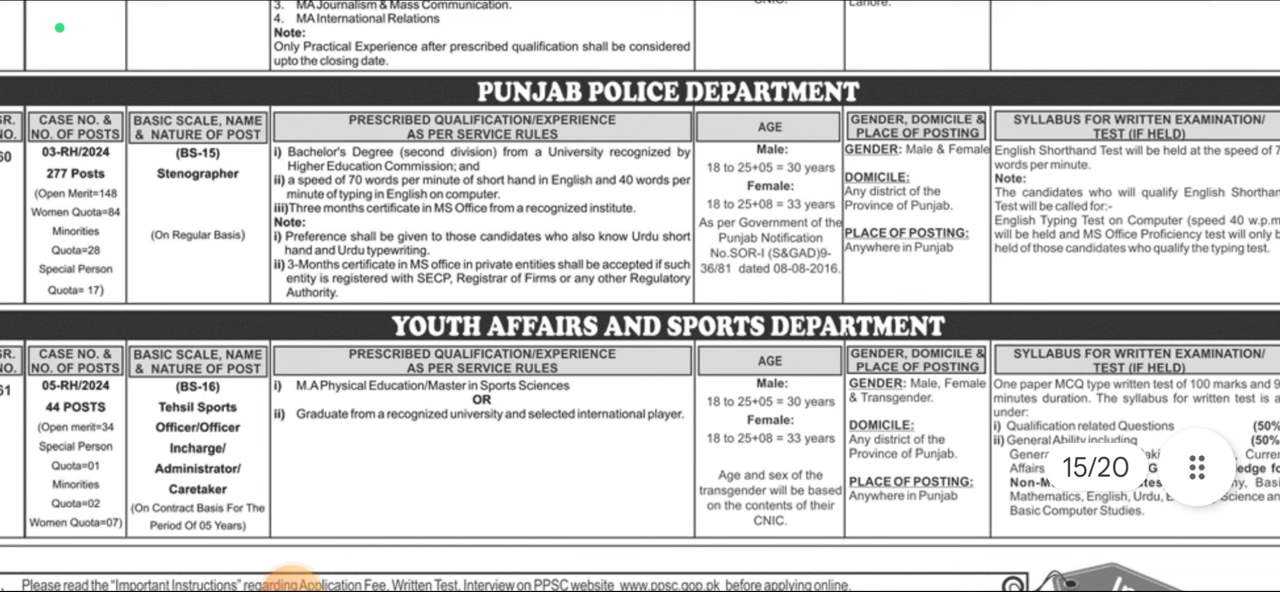 3. MA Journalism & Mass Communication.
4. MA International Relations
Note:
Only Practical Experience after prescribed qualification shall be considered
upto the closing date.
CNIC.
Lahore.
PUNJAB POLICE DEPARTMENT
SR. NO.
CASE NO. & NO. OF POSTS
BASIC SCALE, NAME & NATURE OF POST
PRESCRIBED QUALIFICATION/EXPERIENCE AS PER SERVICE RULES
AGE
GENDER, DOMICILE & PLACE OF POSTING
SYLLABUS FOR WRITTEN EXAMINATION/ TEST (IF HELD)
60
03-RH/2024
277 Posts
(Open Merit=148
Women Quota=84
Minorities
Quota=28
Special Person
Quota= 17)
(BS-15)
Stenographer
(On Regular Basis)
i) Bachelor's Degree (second division) from a University recognized by
Higher Education Commission; and
ii) a speed of 70 words per minute of short hand in English and 40 words per
minute of typing in English on computer.
iii)Three months certificate in MS Office from a recognized institute.
Note:
i) Preference shall be given to those candidates who also know Urdu short
hand and Urdu typewriting.
ii) 3-Months certificate in MS office in private entities shall be accepted if such
entity is registered with SECP, Registrar of Firms or any other Regulatory
Authority.
Male:
18 to 25+05 = 30 years
Female:
18 to 25+08 = 33 years
As per Government of the
Punjab Notification
No.SOR-I (S&GAD)9-
36/81 dated 08-08-2016.
GENDER: Male & Female
DOMICILE:
Any district of the
Province of Punjab.
PLACE OF POSTING:
Anywhere in Punjab
English Shorthand Test will be held at the speed of 7
words per minute.
Note:
The candidates who will qualify English Shorthan
Test will be called for:-
English Typing Test on Computer (speed 40 w.p.m
will be held and MS Office Proficiency test will only b
held of those candidates who qualify the typing test.
YOUTH AFFAIRS AND SPORTS DEPARTMENT
SR. NO.
CASE NO. & NO. OF POSTS
BASIC SCALE, NAME & NATURE OF POST
PRESCRIBED QUALIFICATION/EXPERIENCE AS PER SERVICE RULES
AGE
GENDER, DOMICILE & PLACE OF POSTING
SYLLABUS FOR WRITTEN EXAMINATION/ TEST (IF HELD)
61
05-RH/2024
44 POSTS
(Open merit=34
Special Person
Quota=01
Minorities
Quota=02
Women Quota=07)
(BS-16)
Tehsil Sports
Officer/Officer
Incharge/
Administrator/
Caretaker
(On Contract Basis For The
Period Of 05 Years)
i) M.A Physical Education/Master in Sports Sciences
OR
ii) Graduate from a recognized university and selected international player.
Male:
18 to 25+05 = 30 years
Female:
18 to 25+08 = 33 years
Age and sex of the
transgender will be based
on the contents of their
CNIC.
GENDER: Male, Female
& Transgender.
DOMICILE:
Any district of the
Province of Punjab.
PLACE OF POSTING:
Anywhere in Punjab
One paper MCQ type written test of 100 marks and 9
minutes duration. The syllabus for written test is a
under:
i) Qualification related Questions (50%
ii) General Ability including (50%
Gener Curren
Affairs
Mathematics, English, Urdu,
Basic Computer Studies.
15/20
Please read the "Important Instructions" regarding Application Fee, Written Test, Interview on PPSC website www.ppsc.gop.pk before applying online.